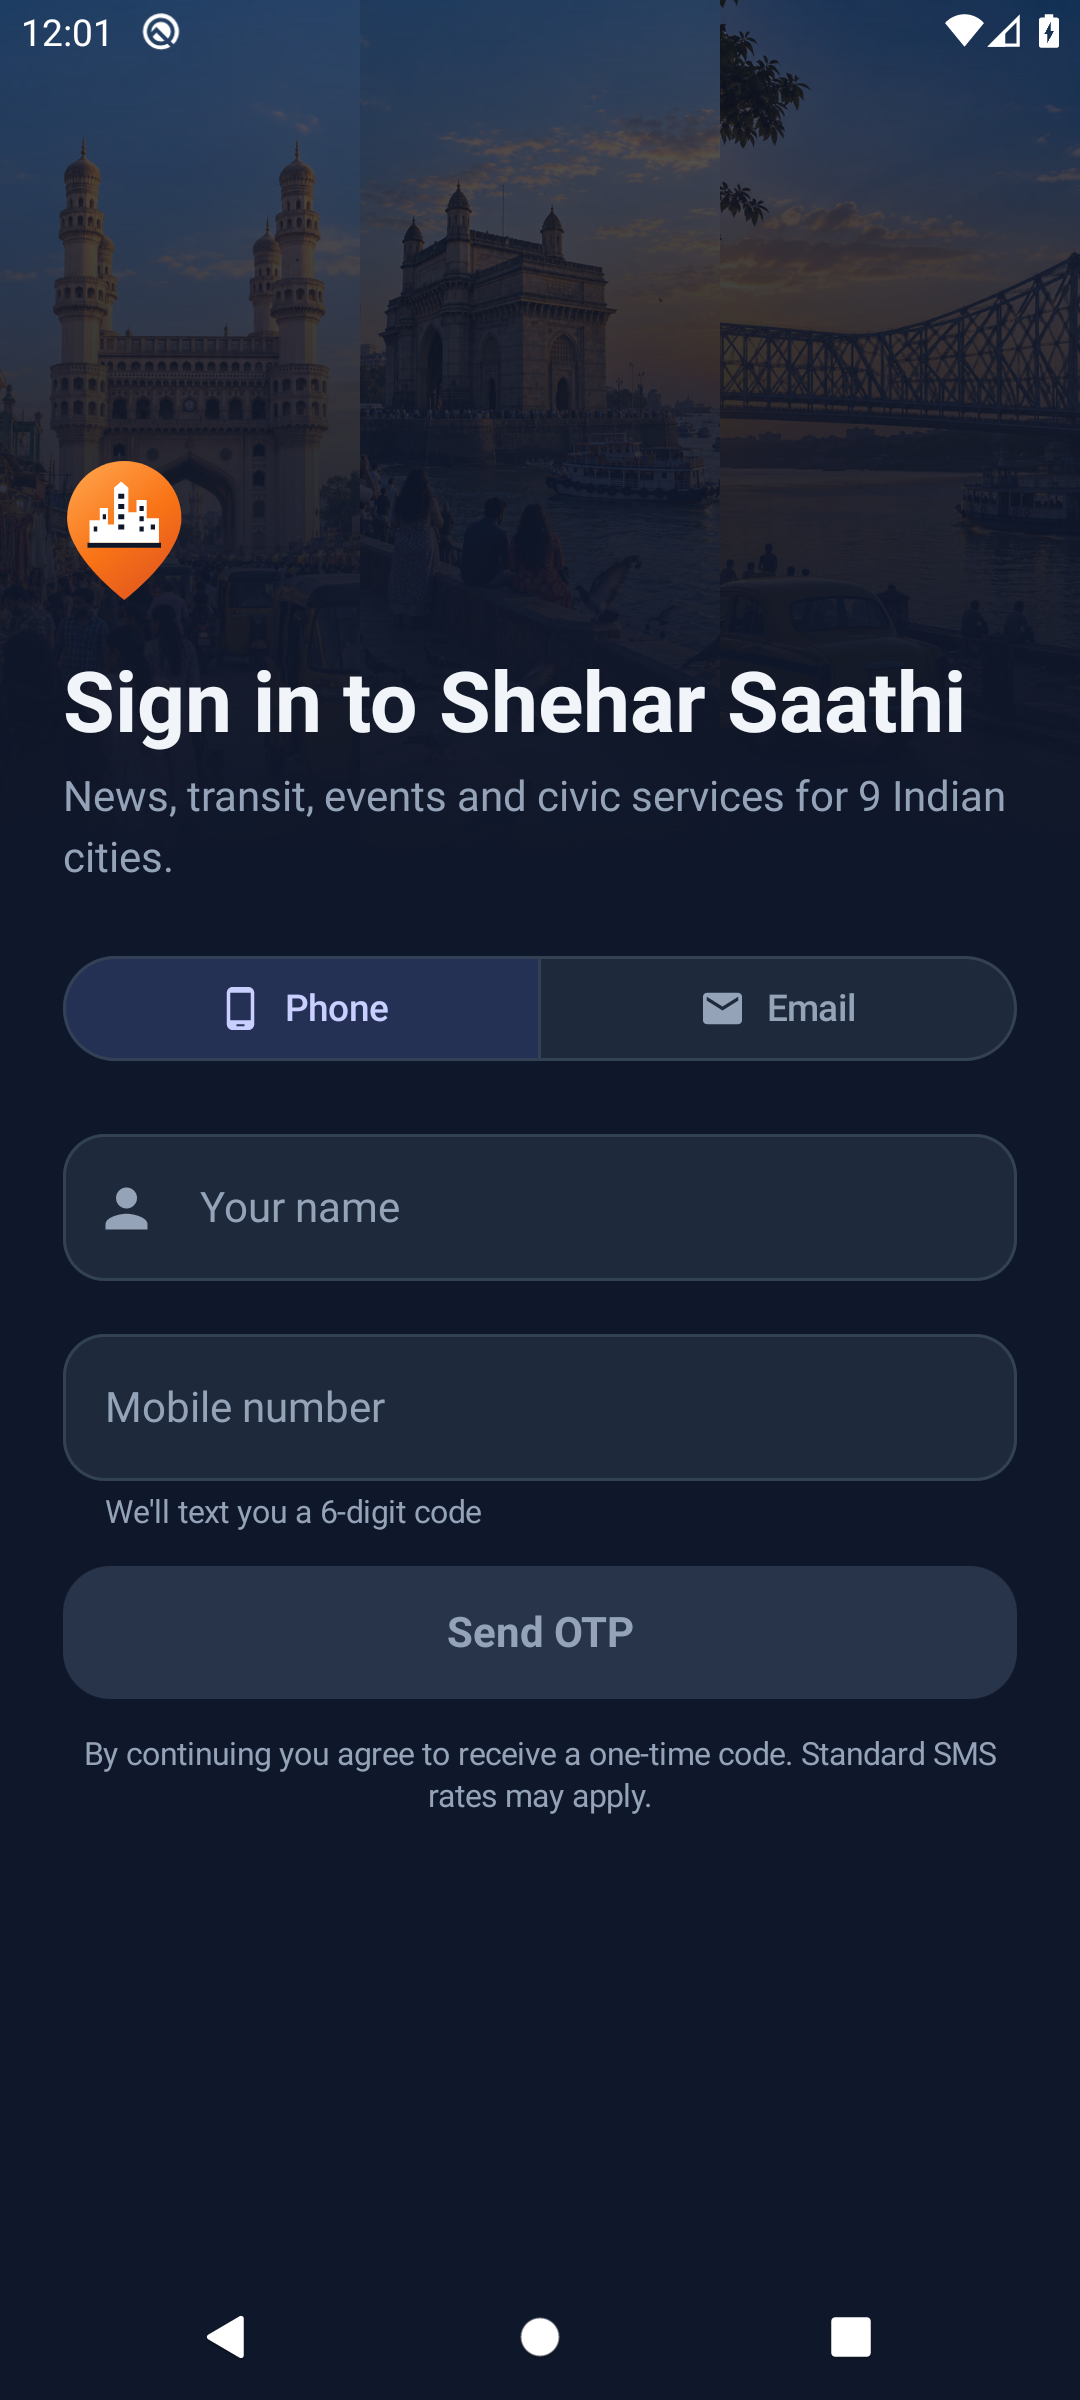 12:01
Sign in to Shehar Saathi
News, transit, events and civic services for 9 Indian
cities.
Phone
Email
Your name
Mobile number
We'll text you a 6-digit code
Send OTP
By continuing you agree to receive a one-time code. Standard SMS
rates may apply.